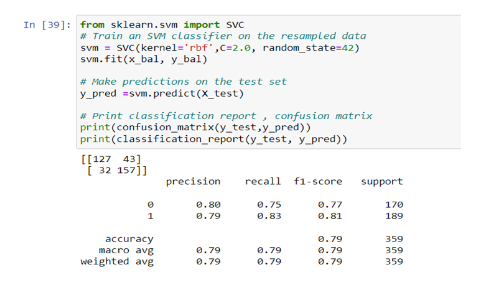 In [39]: from sklearn.svm import SVC
# Train an SVM classifier on the resampled data
svm = SVC(kernel='rbf',C=2.0, random_state=42)
svm.fit(x_bal, y_bal)
# Make predictions on the test set
y_pred =svm.predict(X_test)
# Print classification report , confusion matrix
print(confusion_matrix(y_test,y_pred))
print(classification_report(y_test, y_pred))
[[127 43]
[ 32 157]]
precision recall f1-score support
0 0.80 0.75 0.77 170
1 0.79 0.83 0.81 189
accuracy 0.79 359
macro avg 0.79 0.79 0.79 359
weighted avg 0.79 0.79 0.79 359